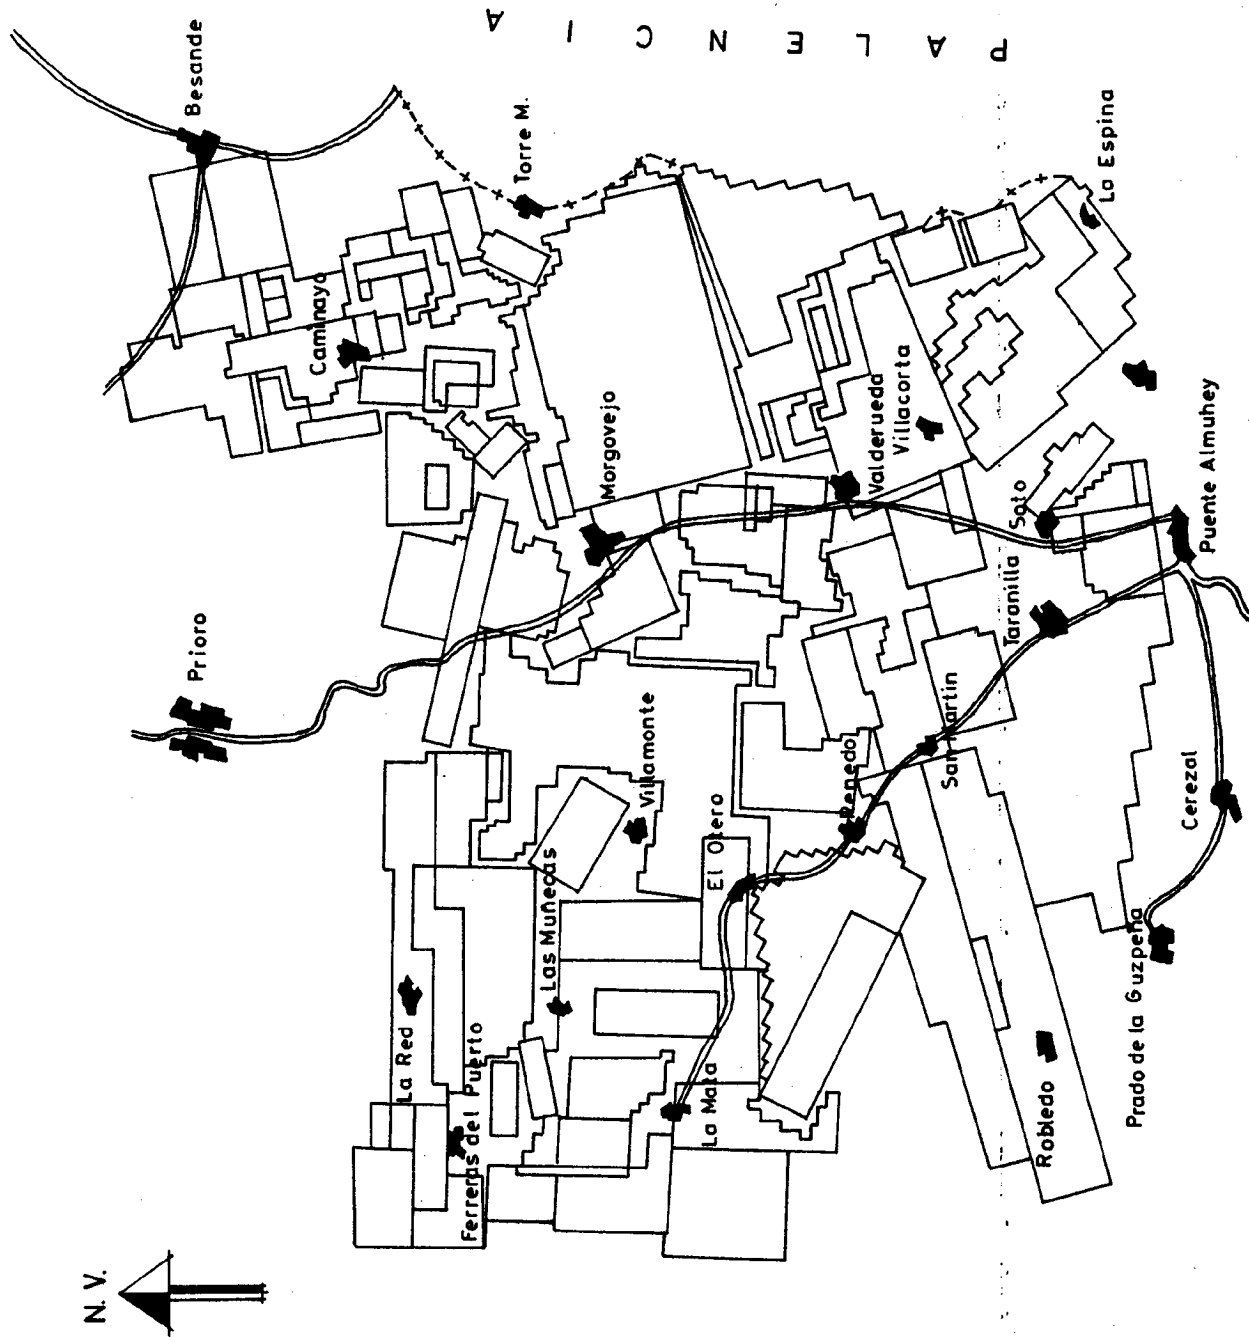 N. V.
PALENCIA
Besande
Torre M.
La Espina
Caminayo
Morgovejo
Valderueda
Villacorta
Puente Almuhey
Soto
Taranilla
Prioro
Villamonte
San Martin
Renedo
Cerezal
El Otero
Las Muñecas
La Red
Ferreras del Puerto
La Mata
Robledo
Prado de la Guzpeña